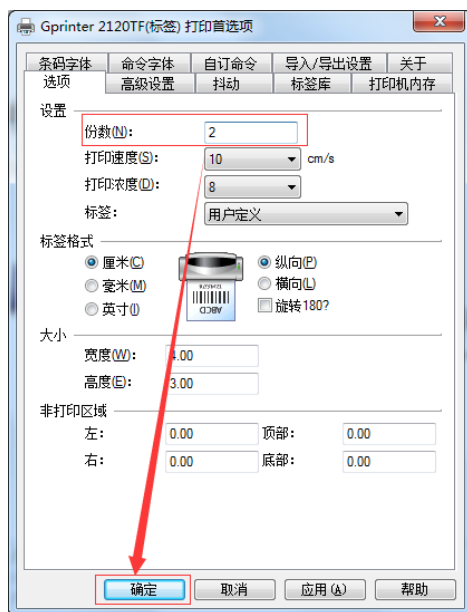 Gprinter 2120TF(标签) 打印首选项
条码字体 命令字体 自订命令 导入/导出设置 关于
选项 高级设置 抖动 标签库 打印机内存
设置
份数(N): 2
打印速度(S): 10 cm/s
打印浓度(D): 8
标签: 用户定义
标签格式
厘米(C) 纵向(P)
毫米(M) 横向(L)
英寸(I) 旋转180?
ABCD
大小
宽度(W): 4.00
高度(E): 3.00
非打印区域
左: 0.00 顶部: 0.00
右: 0.00 底部: 0.00
确定 取消 应用(A) 帮助